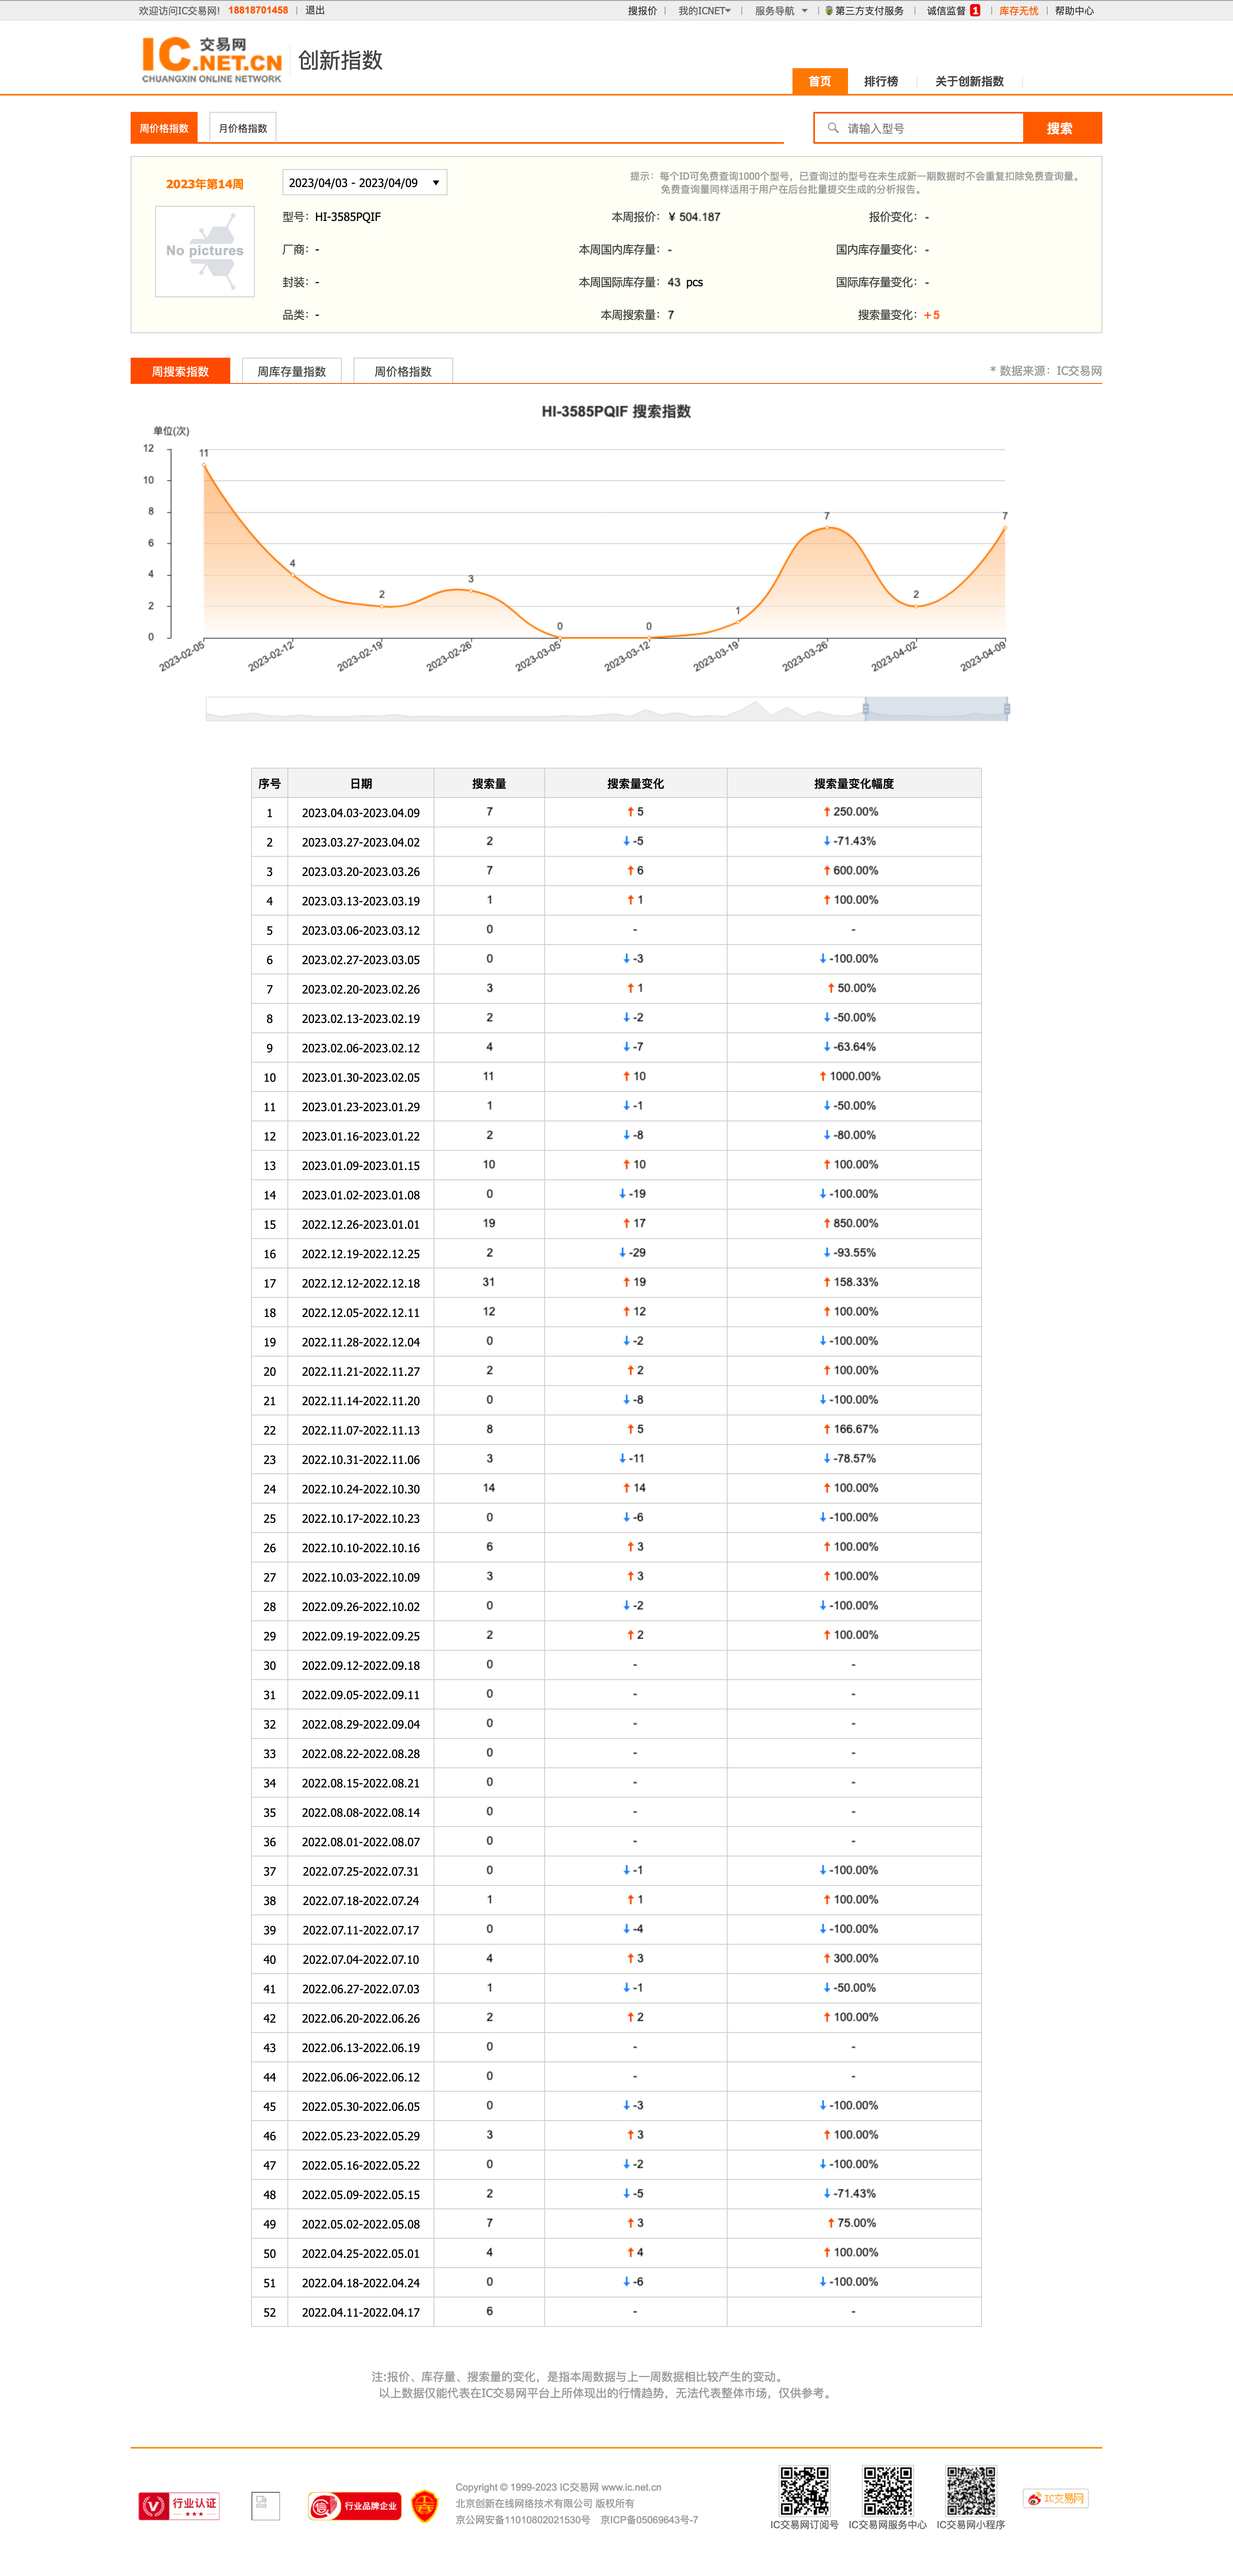 欢迎访问IC交易网! 18818701458 | 退出 搜报价 | 我的ICNET | 服务导航 | 第三方支付服务 | 诚信监督 1 | 库存无忧 | 帮助中心
IC 交易网 .NET.CN
CHUANGXIN ONLINE NETWORK
创新指数
首页 排行榜 关于创新指数
周价格指数 月价格指数 请输入型号 搜索
2023年第14周 2023/04/03 - 2023/04/09
提示：每个ID可免费查询1000个型号，已查询过的型号在未生成新一期数据时不会重复扣除免费查询量。
免费查询量同样适用于用户在后台批量提交生成的分析报告。
No pictures
型号：HI-3585PQIF 本周报价：¥ 504.187 报价变化：-
厂商：- 本周国内库存量：- 国内库存量变化：-
封装：- 本周国际库存量：43 pcs 国际库存量变化：-
品类：- 本周搜索量：7 搜索量变化：+5
周搜索指数 周库存量指数 周价格指数 * 数据来源：IC交易网
HI-3585PQIF 搜索指数
单位(次)
12
10
8
6
4
2
0
11 4 2 3 0 0 1 7 2 7
2023-02-05 2023-02-12 2023-02-19 2023-02-26 2023-03-05 2023-03-12 2023-03-19 2023-03-26 2023-04-02 2023-04-09
序号 日期 搜索量 搜索量变化 搜索量变化幅度
1 2023.04.03-2023.04.09 7 ↑ 5 ↑ 250.00%
2 2023.03.27-2023.04.02 2 ↓ -5 ↓ -71.43%
3 2023.03.20-2023.03.26 7 ↑ 6 ↑ 600.00%
4 2023.03.13-2023.03.19 1 ↑ 1 ↑ 100.00%
5 2023.03.06-2023.03.12 0 - -
6 2023.02.27-2023.03.05 0 ↓ -3 ↓ -100.00%
7 2023.02.20-2023.02.26 3 ↑ 1 ↑ 50.00%
8 2023.02.13-2023.02.19 2 ↓ -2 ↓ -50.00%
9 2023.02.06-2023.02.12 4 ↓ -7 ↓ -63.64%
10 2023.01.30-2023.02.05 11 ↑ 10 ↑ 1000.00%
11 2023.01.23-2023.01.29 1 ↓ -1 ↓ -50.00%
12 2023.01.16-2023.01.22 2 ↓ -8 ↓ -80.00%
13 2023.01.09-2023.01.15 10 ↑ 10 ↑ 100.00%
14 2023.01.02-2023.01.08 0 ↓ -19 ↓ -100.00%
15 2022.12.26-2023.01.01 19 ↑ 17 ↑ 850.00%
16 2022.12.19-2022.12.25 2 ↓ -29 ↓ -93.55%
17 2022.12.12-2022.12.18 31 ↑ 19 ↑ 158.33%
18 2022.12.05-2022.12.11 12 ↑ 12 ↑ 100.00%
19 2022.11.28-2022.12.04 0 ↓ -2 ↓ -100.00%
20 2022.11.21-2022.11.27 2 ↑ 2 ↑ 100.00%
21 2022.11.14-2022.11.20 0 ↓ -8 ↓ -100.00%
22 2022.11.07-2022.11.13 8 ↑ 5 ↑ 166.67%
23 2022.10.31-2022.11.06 3 ↓ -11 ↓ -78.57%
24 2022.10.24-2022.10.30 14 ↑ 14 ↑ 100.00%
25 2022.10.17-2022.10.23 0 ↓ -6 ↓ -100.00%
26 2022.10.10-2022.10.16 6 ↑ 3 ↑ 100.00%
27 2022.10.03-2022.10.09 3 ↑ 3 ↑ 100.00%
28 2022.09.26-2022.10.02 0 ↓ -2 ↓ -100.00%
29 2022.09.19-2022.09.25 2 ↑ 2 ↑ 100.00%
30 2022.09.12-2022.09.18 0 - -
31 2022.09.05-2022.09.11 0 - -
32 2022.08.29-2022.09.04 0 - -
33 2022.08.22-2022.08.28 0 - -
34 2022.08.15-2022.08.21 0 - -
35 2022.08.08-2022.08.14 0 - -
36 2022.08.01-2022.08.07 0 - -
37 2022.07.25-2022.07.31 0 ↓ -1 ↓ -100.00%
38 2022.07.18-2022.07.24 1 ↑ 1 ↑ 100.00%
39 2022.07.11-2022.07.17 0 ↓ -4 ↓ -100.00%
40 2022.07.04-2022.07.10 4 ↑ 3 ↑ 300.00%
41 2022.06.27-2022.07.03 1 ↓ -1 ↓ -50.00%
42 2022.06.20-2022.06.26 2 ↑ 2 ↑ 100.00%
43 2022.06.13-2022.06.19 0 - -
44 2022.06.06-2022.06.12 0 - -
45 2022.05.30-2022.06.05 0 ↓ -3 ↓ -100.00%
46 2022.05.23-2022.05.29 3 ↑ 3 ↑ 100.00%
47 2022.05.16-2022.05.22 0 ↓ -2 ↓ -100.00%
48 2022.05.09-2022.05.15 2 ↓ -5 ↓ -71.43%
49 2022.05.02-2022.05.08 7 ↑ 3 ↑ 75.00%
50 2022.04.25-2022.05.01 4 ↑ 4 ↑ 100.00%
51 2022.04.18-2022.04.24 0 ↓ -6 ↓ -100.00%
52 2022.04.11-2022.04.17 6 - -
注:报价、库存量、搜索量的变化，是指本周数据与上一周数据相比较产生的变动。
以上数据仅能代表在IC交易网平台上所体现出的行情趋势，无法代表整体市场，仅供参考。
行业认证
行业品牌企业
Copyright © 1999-2023 IC交易网 www.ic.net.cn
北京创新在线网络技术有限公司 版权所有
京公网安备11010802021530号 京ICP备05069643号-7
IC交易网订阅号 IC交易网服务中心 IC交易网小程序
IC交易网